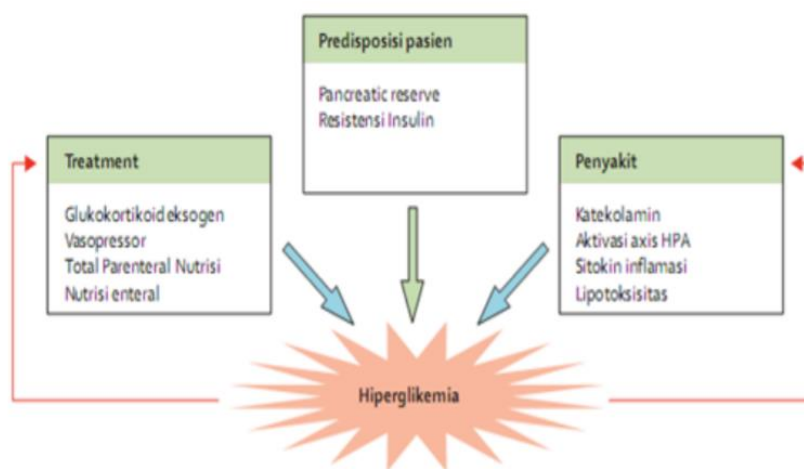 Predisposisi pasien
Pancreatic reserve
Resistensi Insulin
Treatment
Glukokortikoid eksogen
Vasopressor
Total Parenteral Nutrisi
Nutrisi enteral
Penyakit
Katekolamin
Aktivasi axis HPA
Sitokin inflamasi
Lipotoksisitas
Hiperglikemia